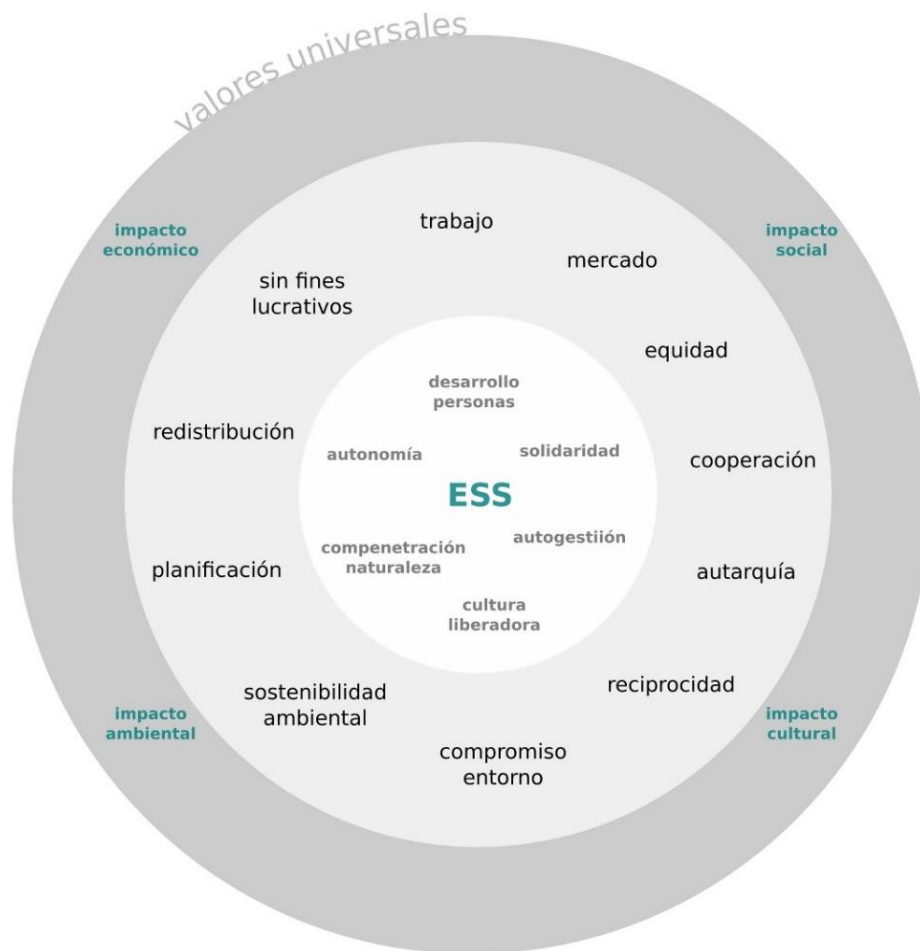 valores universales
impacto
económico
impacto
social
trabajo
mercado
sin fines
lucrativos
equidad
redistribución
cooperación
planificación
autarquía
sostenibilidad
ambiental
reciprocidad
compromiso
entorno
desarrollo
personas
autonomía
solidaridad
ESS
compenetración
naturaleza
autogestiión
cultura
liberadora
impacto
ambiental
impacto
cultural